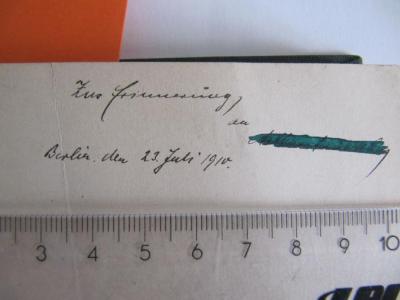 Zur Erinnerung
an
Berlin. den 23. Juli 1910.
3 4 5 6 7 8 9 10